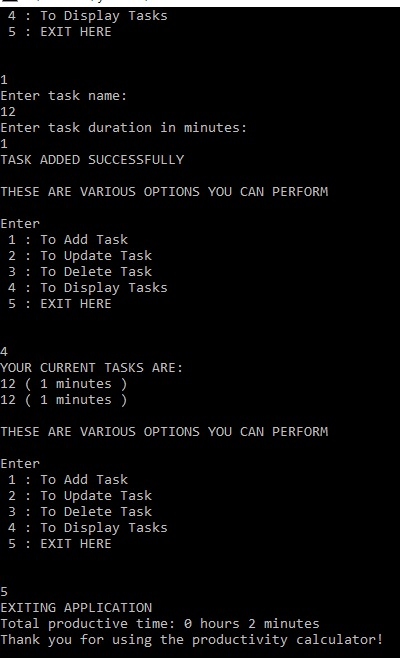 4 : To Display Tasks
5 : EXIT HERE
1
Enter task name:
12
Enter task duration in minutes:
1
TASK ADDED SUCCESSFULLY
THESE ARE VARIOUS OPTIONS YOU CAN PERFORM
Enter
1 : To Add Task
2 : To Update Task
3 : To Delete Task
4 : To Display Tasks
5 : EXIT HERE
4
YOUR CURRENT TASKS ARE:
12 ( 1 minutes )
12 ( 1 minutes )
THESE ARE VARIOUS OPTIONS YOU CAN PERFORM
Enter
1 : To Add Task
2 : To Update Task
3 : To Delete Task
4 : To Display Tasks
5 : EXIT HERE
5
EXITING APPLICATION
Total productive time: 0 hours 2 minutes
Thank you for using the productivity calculator!